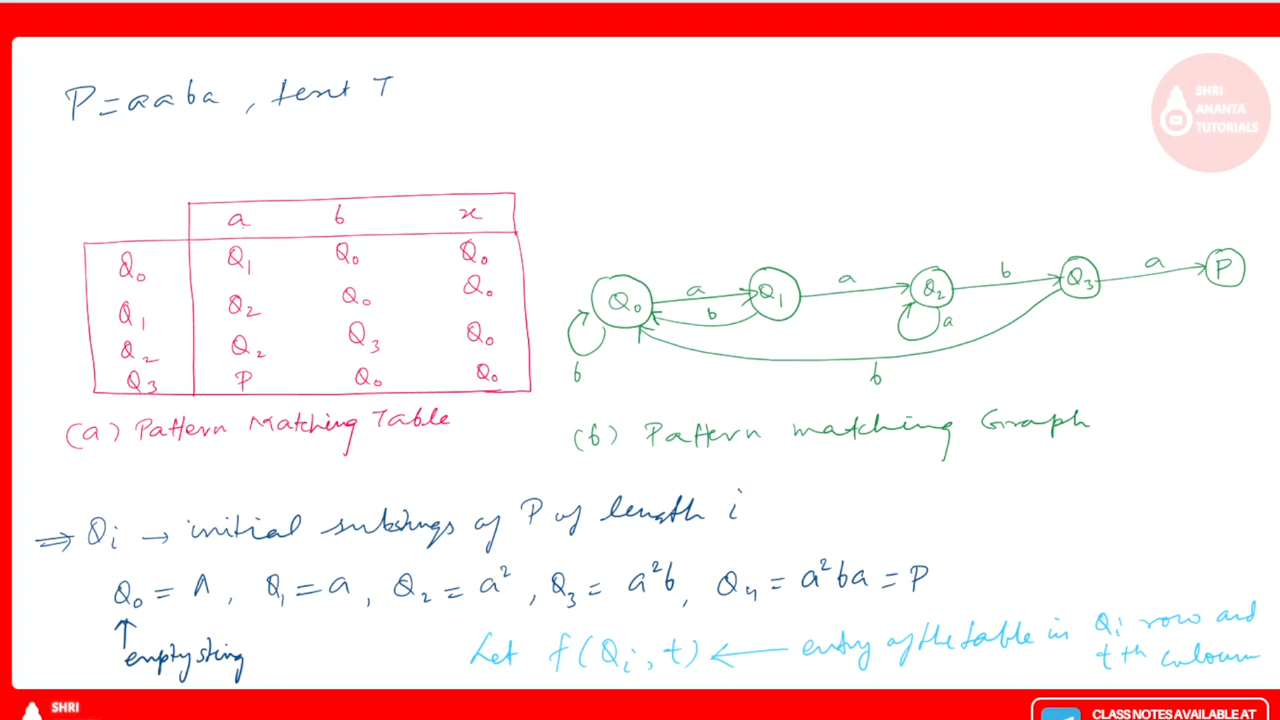 P = a a b a , text T
SHRI
ANANTA
TUTORIALS
a b x
Q₀ Q₁ Q₀ Q₀
Q₁ Q₂ Q₀ Q₀
Q₂ Q₂ Q₃ Q₀
Q₃ P Q₀ Q₀
(a) Pattern Matching Table
Q₀ a Q₁ a Q₂ b Q₃ a P
b
a
b
b
(b) Pattern matching Graph
⇒ Qᵢ → initial substrings of P of length i
Q₀ = Λ, Q₁ = a, Q₂ = a², Q₃ = a²b, Q₄ = a²ba = P
↑
empty string
Let f(Qᵢ, t) ← entry of the table in Qᵢ row and
t th coloum
SHRI
CLASS NOTES AVAILABLE AT